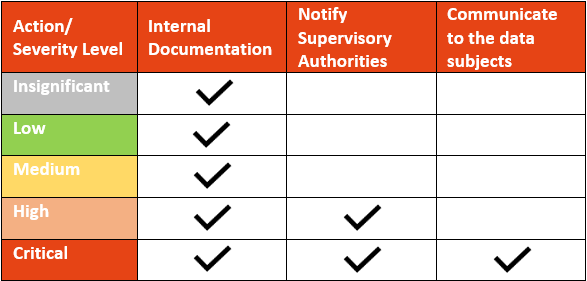 Action/
Severity Level
Internal
Documentation
Notify
Supervisory
Authorities
Communicate
to the data
subjects
Insignificant
Low
Medium
High
Critical